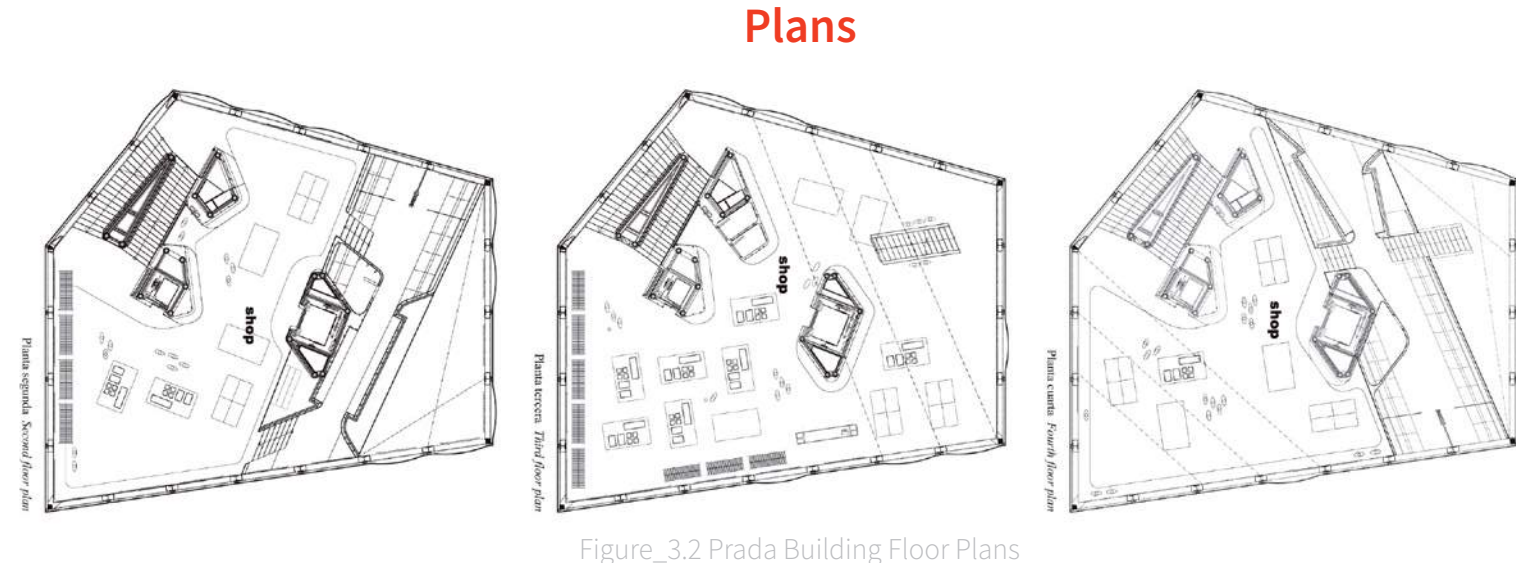 Plans
shop
Planta segunda Second floor plan
shop
Planta tercera Third floor plan
shop
Planta cuarta Fourth floor plan
Figure_3.2 Prada Building Floor Plans